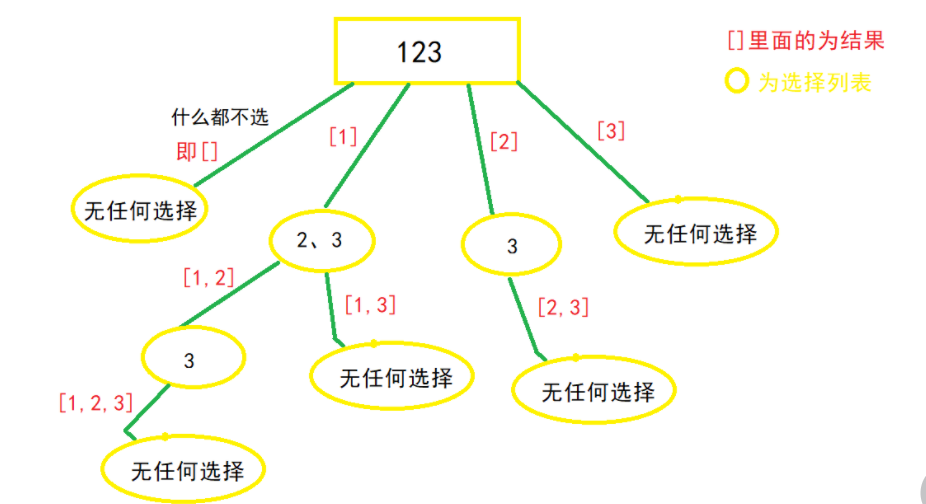 123
[]里面的为结果
为选择列表
什么都不选
即[]
[1]
[2]
[3]
无任何选择
2、3
3
无任何选择
[1,2]
[1,3]
[2,3]
3
无任何选择
无任何选择
[1,2,3]
无任何选择